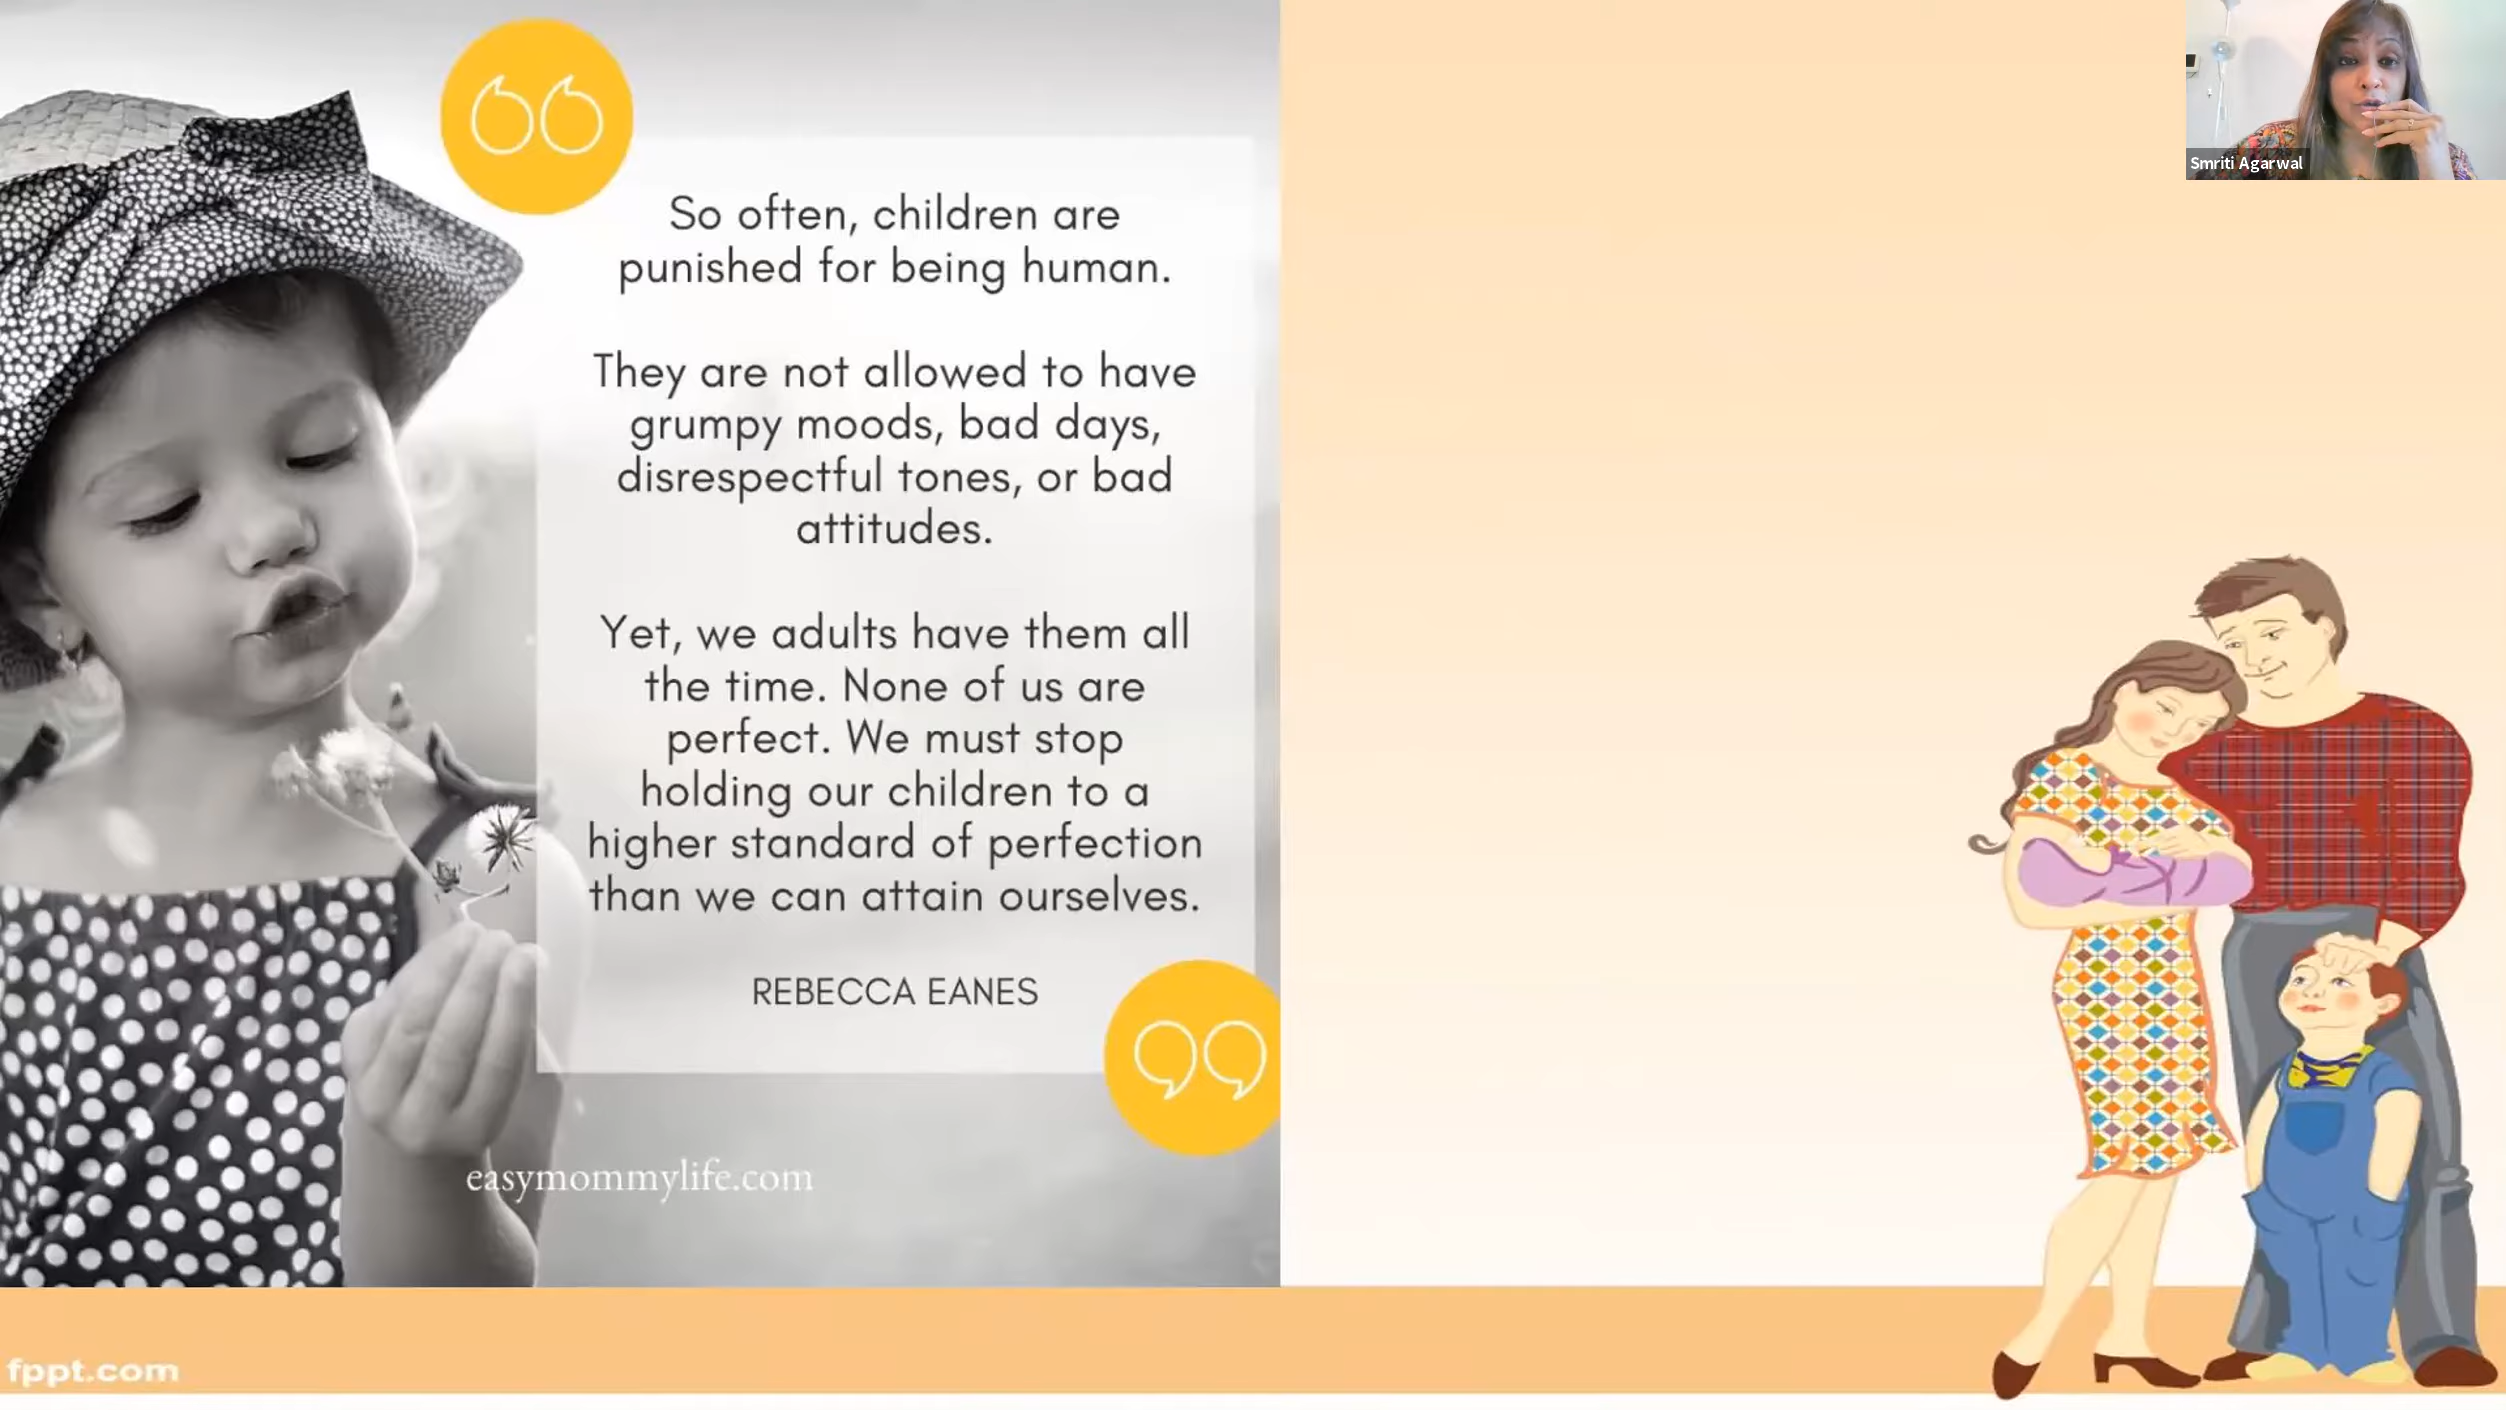 Smriti Agarwal
So often, children are
punished for being human.
They are not allowed to have
grumpy moods, bad days,
disrespectful tones, or bad
attitudes.
Yet, we adults have them all
the time. None of us are
perfect. We must stop
holding our children to a
higher standard of perfection
than we can attain ourselves.
REBECCA EANES
easymommylife.com
fppt.com